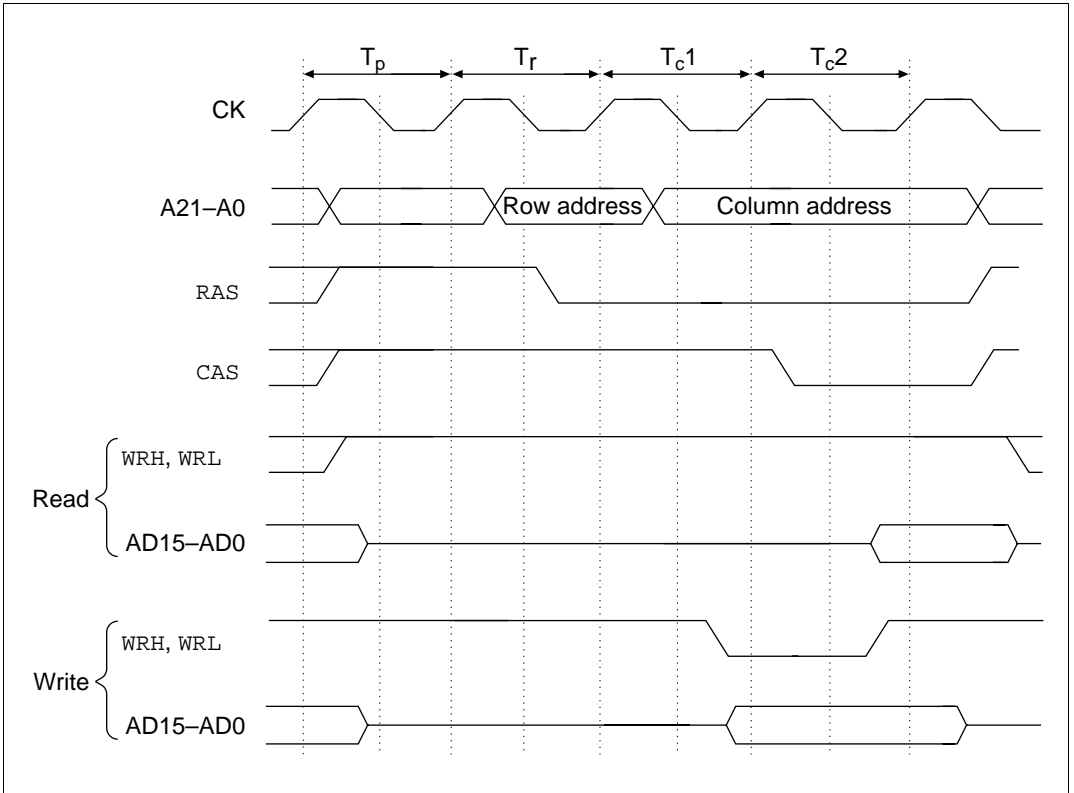 Tp Tr Tc1 Tc2
CK
A21–A0 Row address Column address
RAS
CAS
Read
WRH, WRL
AD15–AD0
Write
WRH, WRL
AD15–AD0